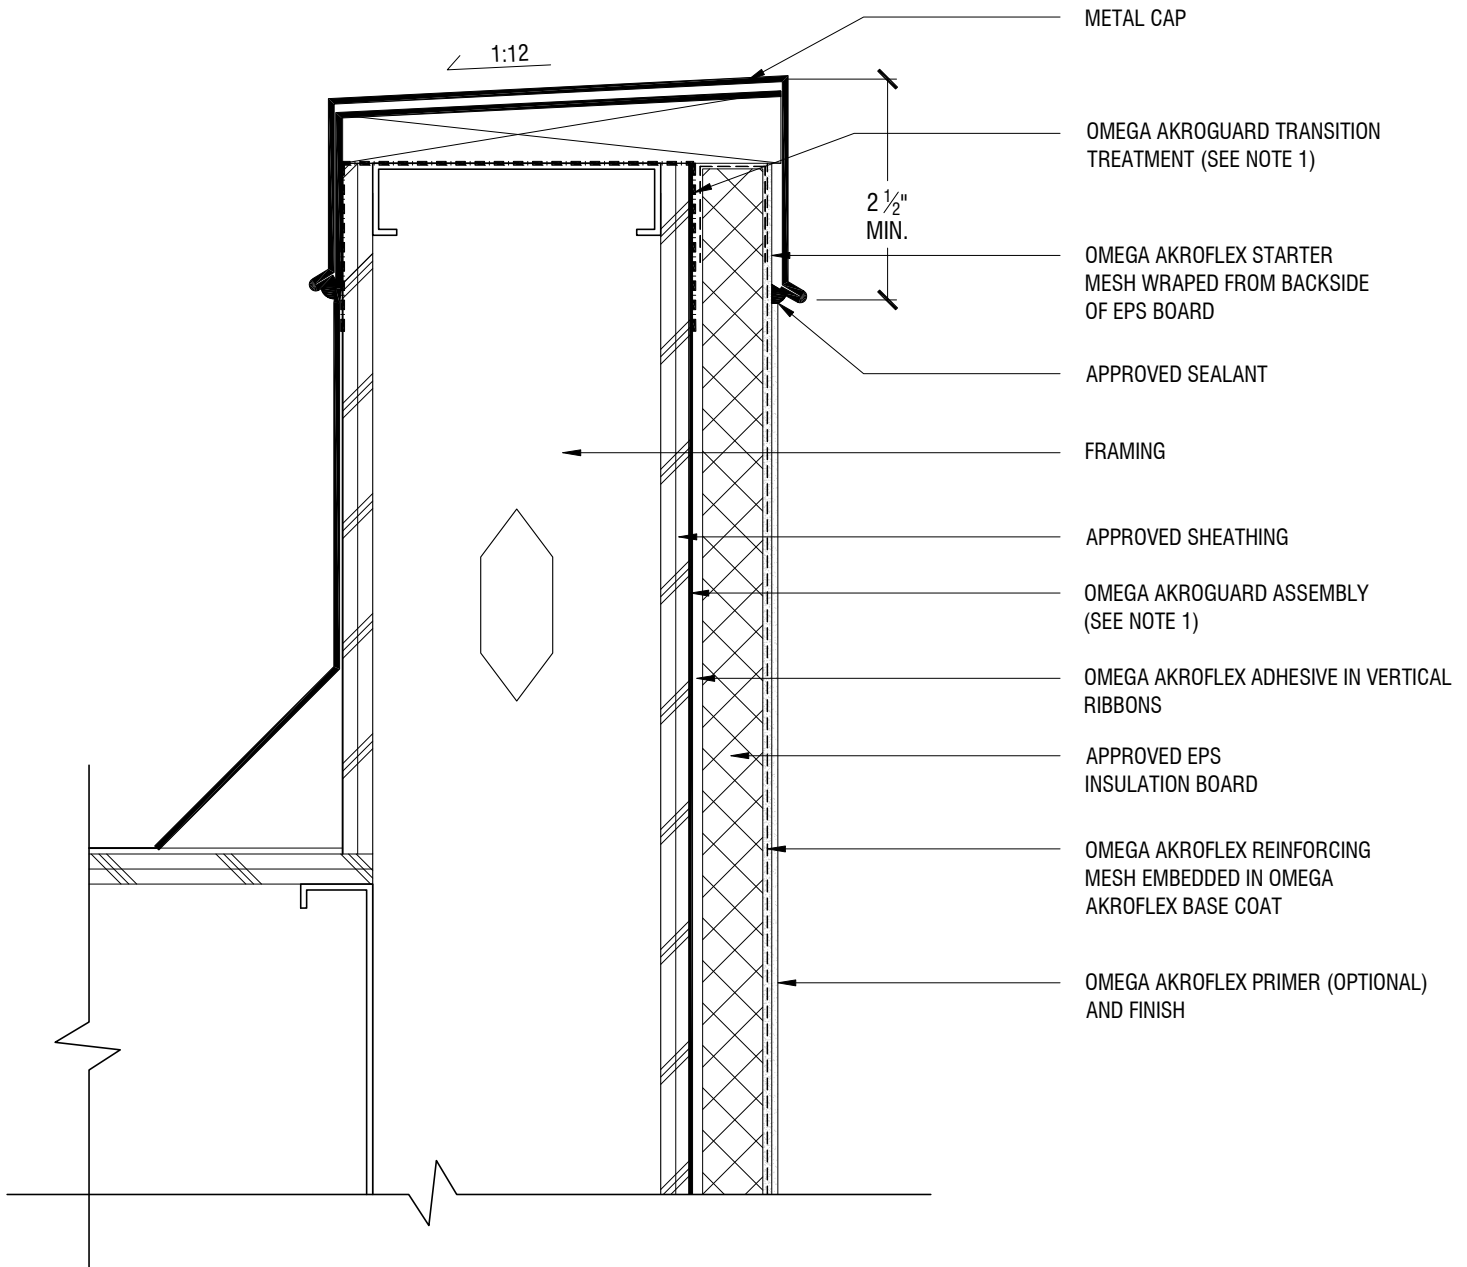 METAL CAP
1:12
OMEGA AKROGUARD TRANSITION
TREATMENT (SEE NOTE 1)
2 ½"
MIN.
OMEGA AKROFLEX STARTER
MESH WRAPED FROM BACKSIDE
OF EPS BOARD
APPROVED SEALANT
FRAMING
APPROVED SHEATHING
OMEGA AKROGUARD ASSEMBLY
(SEE NOTE 1)
OMEGA AKROFLEX ADHESIVE IN VERTICAL
RIBBONS
APPROVED EPS
INSULATION BOARD
OMEGA AKROFLEX REINFORCING
MESH EMBEDDED IN OMEGA
AKROFLEX BASE COAT
OMEGA AKROFLEX PRIMER (OPTIONAL)
AND FINISH